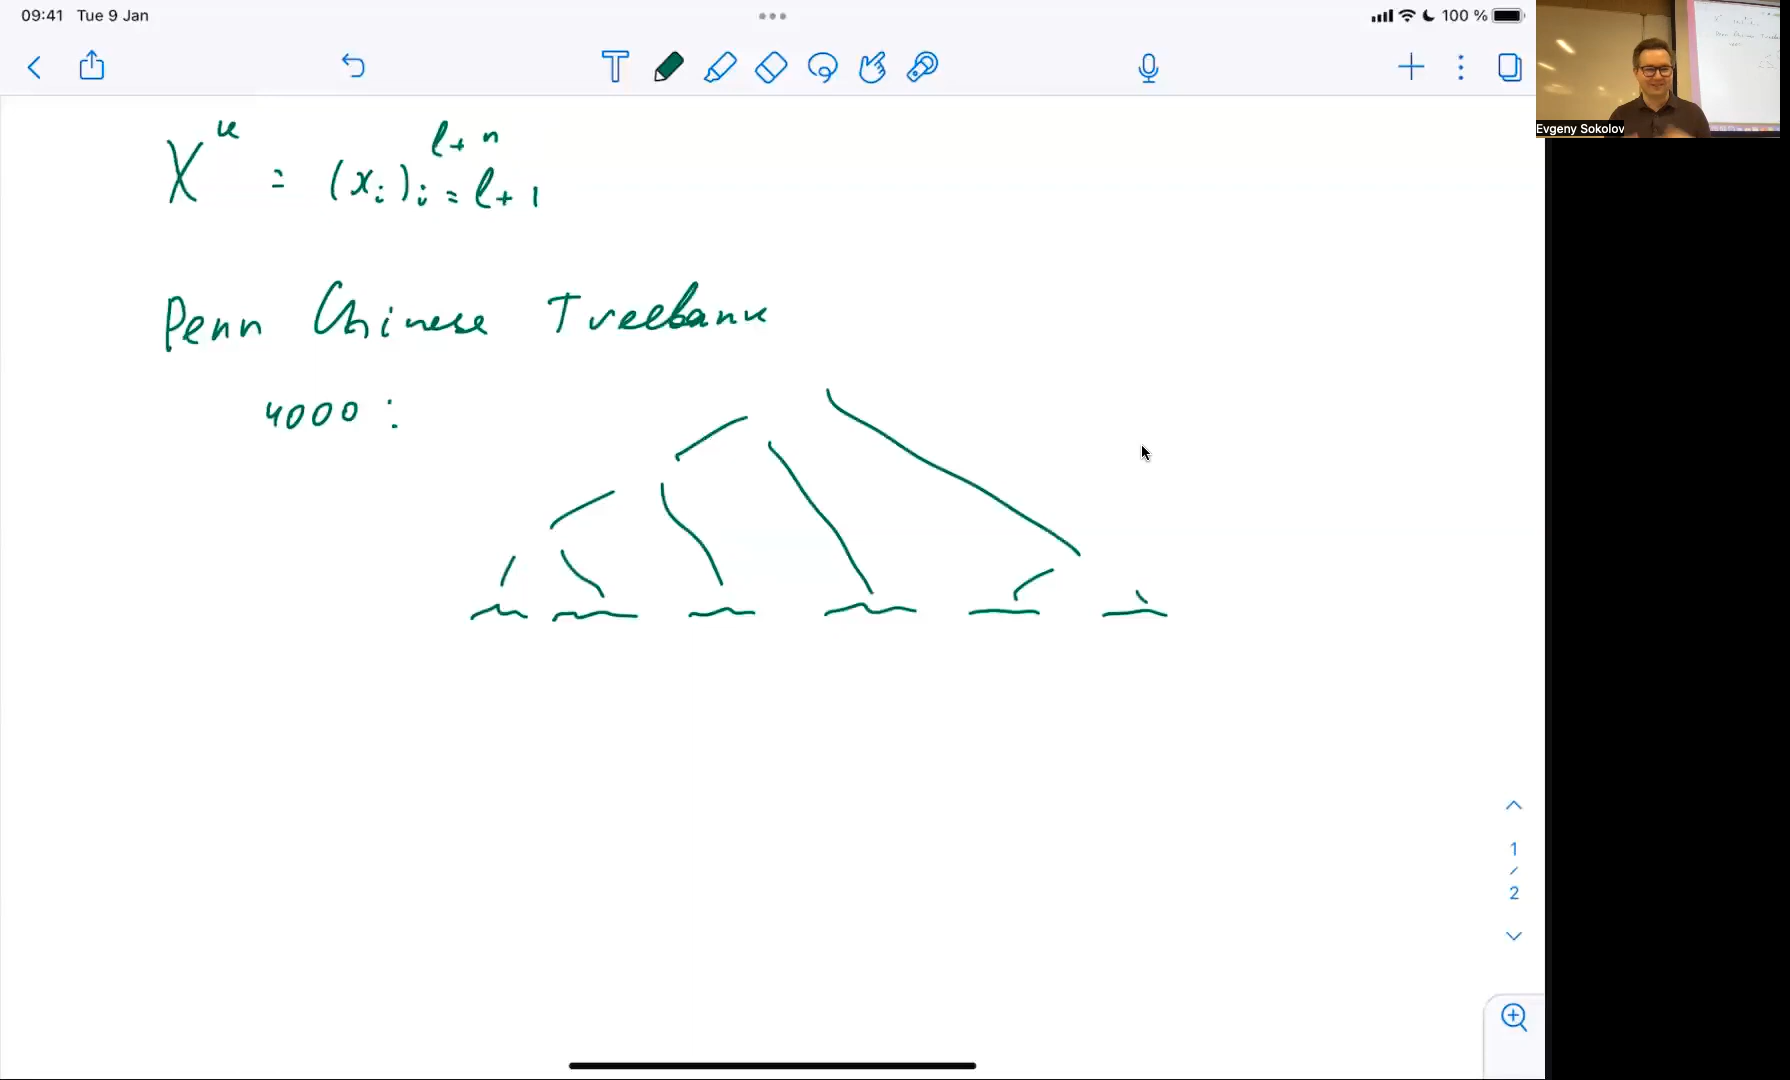 09:41 Tue 9 Jan
100 %
Evgeny Sokolov
X^u = (x_i)_{i=l+1}^{l+n}
Penn Chinese Treebank
4000 :
1
/
2